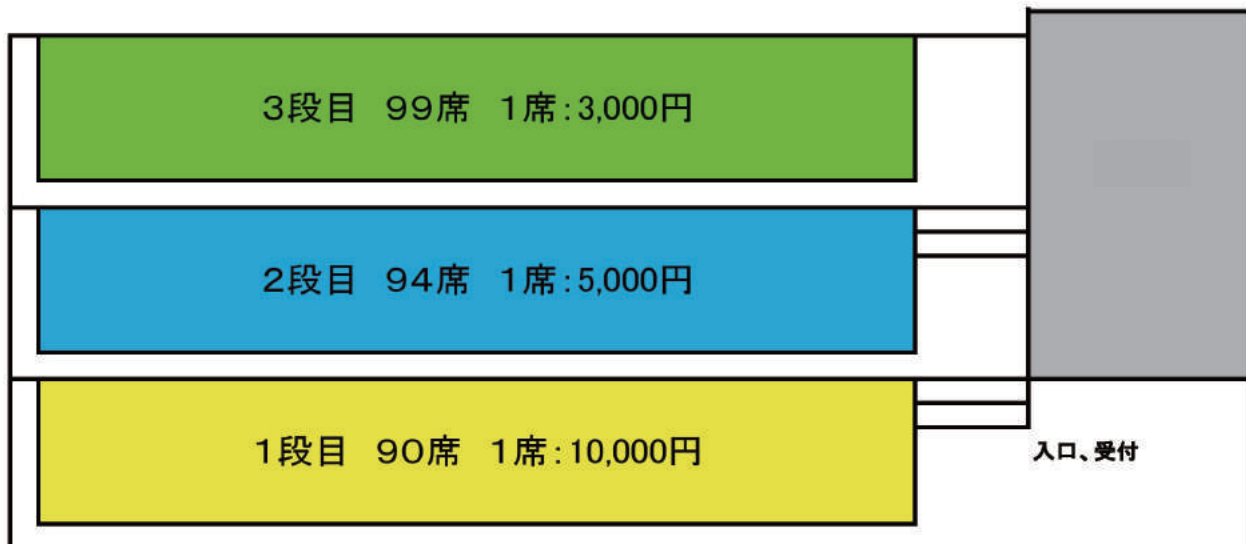 3段目　99席　1席:3,000円
2段目　94席　1席:5,000円
1段目　90席　1席:10,000円
入口、受付